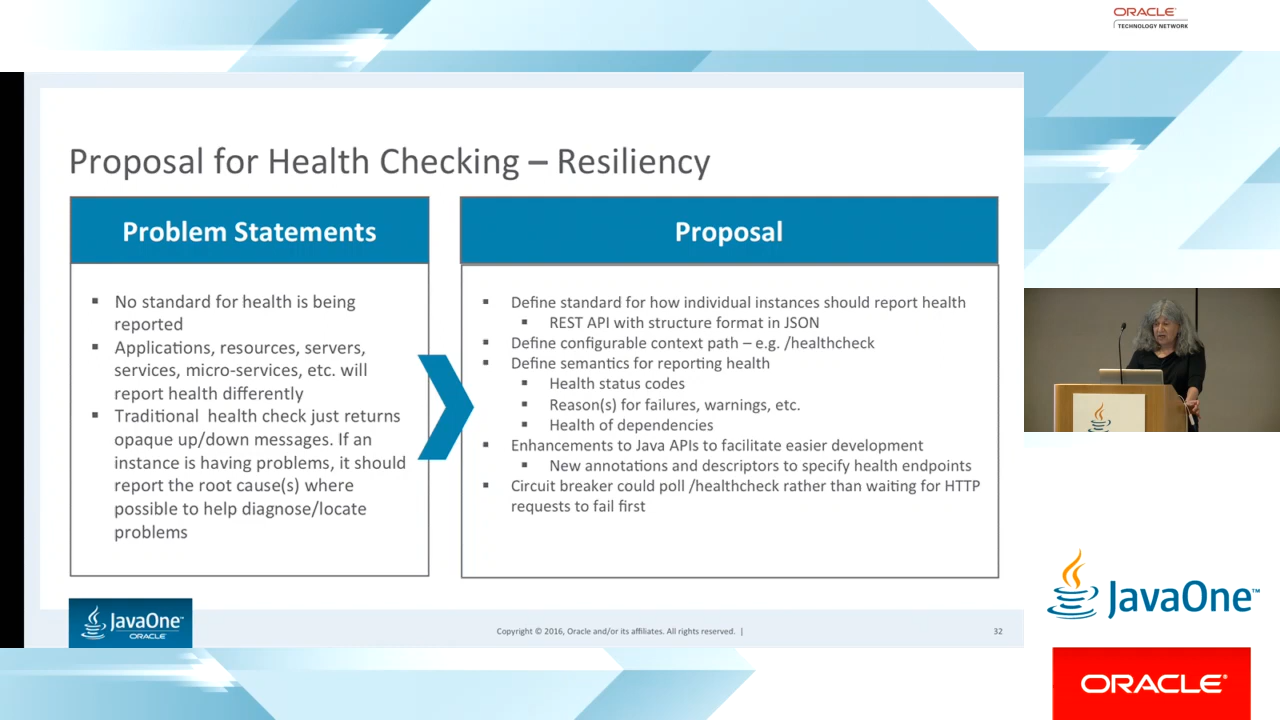 ORACLE
TECHNOLOGY NETWORK
Proposal for Health Checking – Resiliency
Problem Statements
▪ No standard for health is being
reported
▪ Applications, resources, servers,
services, micro-services, etc. will
report health differently
▪ Traditional health check just returns
opaque up/down messages. If an
instance is having problems, it should
report the root cause(s) where
possible to help diagnose/locate
problems
Proposal
▪ Define standard for how individual instances should report health
▪ REST API with structure format in JSON
▪ Define configurable context path – e.g. /healthcheck
▪ Define semantics for reporting health
▪ Health status codes
▪ Reason(s) for failures, warnings, etc.
▪ Health of dependencies
▪ Enhancements to Java APIs to facilitate easier development
▪ New annotations and descriptors to specify health endpoints
▪ Circuit breaker could poll /healthcheck rather than waiting for HTTP
requests to fail first
JavaOne™
ORACLE
Copyright © 2016, Oracle and/or its affiliates. All rights reserved. |
32
JavaOne™
ORACLE®